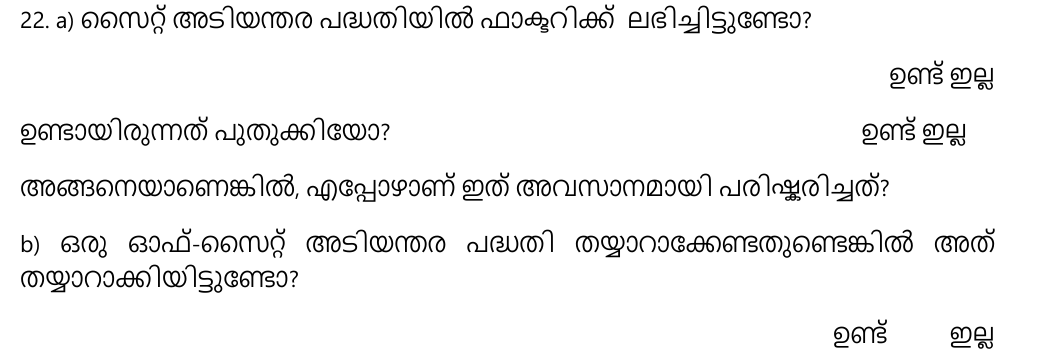 22. a) സൈറ്റ് അടിയന്തര പദ്ധതിയിൽ ഫാക്ടറിക്ക് ലഭിച്ചിട്ടുണ്ടോ?
ഉണ്ട് ഇല്ല
ഉണ്ടായിരുന്നത് പുതുക്കിയോ? ഉണ്ട് ഇല്ല
അങ്ങനെയാണെങ്കിൽ, എപ്പോഴാണ് ഇത് അവസാനമായി പരിഷ്കരിച്ചത്?
b) ഒരു ഓഫ്-സൈറ്റ് അടിയന്തര പദ്ധതി തയ്യാറാക്കേണ്ടതുണ്ടെങ്കിൽ അത്
തയ്യാറാക്കിയിട്ടുണ്ടോ?
ഉണ്ട് ഇല്ല